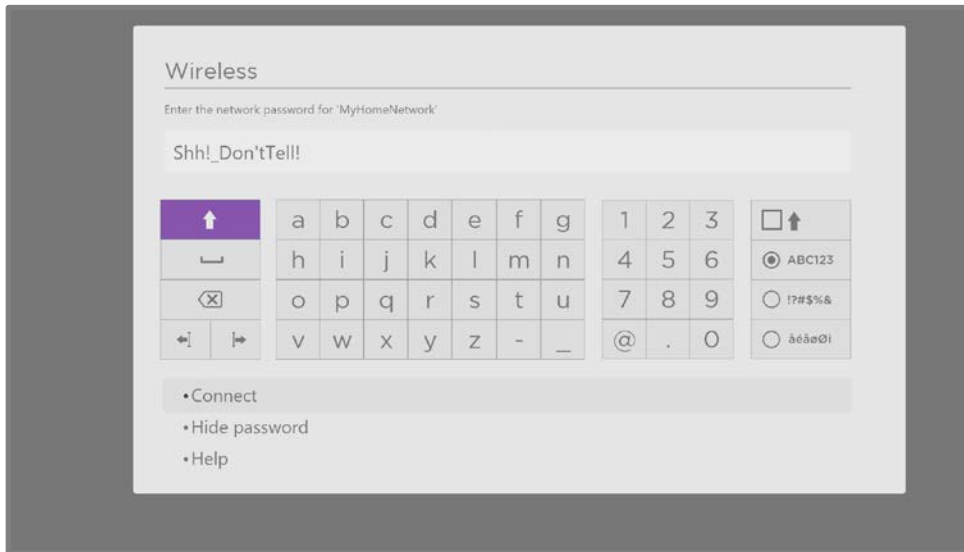 Wireless
Enter the network password for 'MyHomeNetwork'
Shh!_Don'tTell!
a b c d e f g 1 2 3
h i j k l m n 4 5 6 ABC123
o p q r s t u 7 8 9 !?#$%&
v w x y z - _ @ . 0
•Connect
•Hide password
•Help